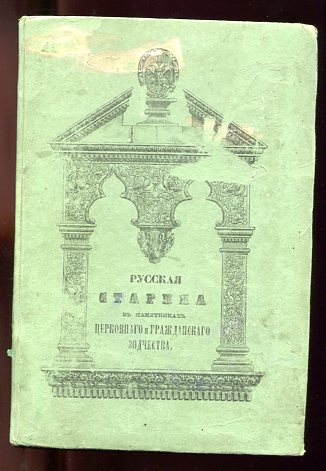 РУССКАЯ
СТАРИНА
ВЪ ПАМЯТНИКАХЪ
ЦЕРКОВНАГО И ГРАЖДАНСКАГО
ЗОДЧЕСТВА.